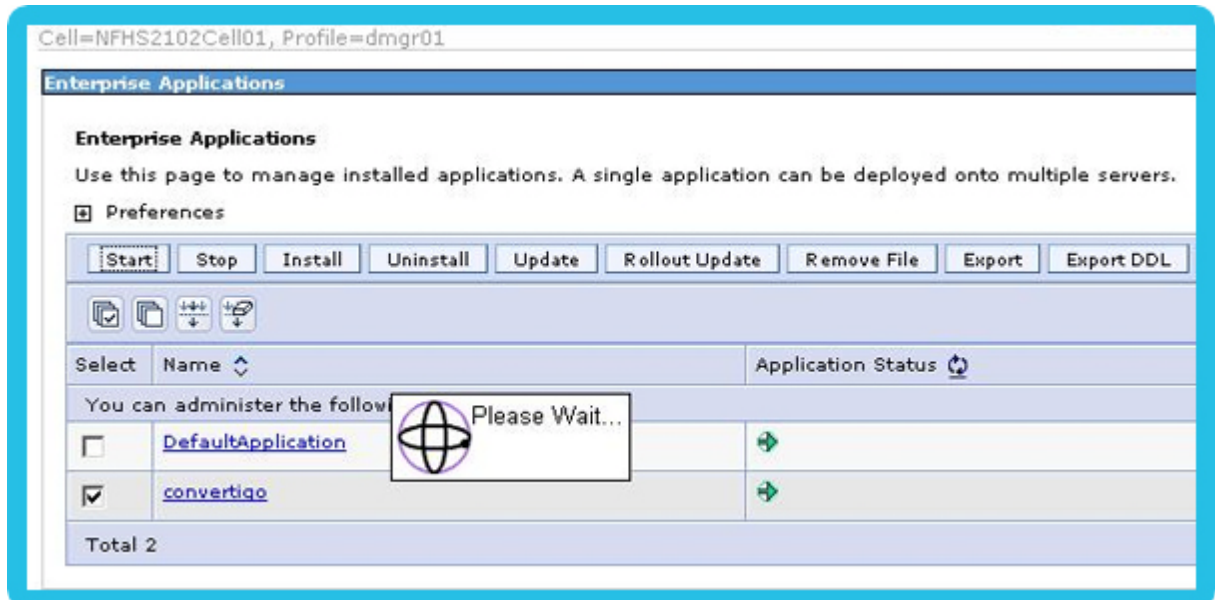 Cell=NFHS2102Cell01, Profile=dmgr01
Enterprise Applications
Enterprise Applications
Use this page to manage installed applications. A single application can be deployed onto multiple servers.
Preferences
Start Stop Install Uninstall Update Rollout Update Remove File Export Export DDL
Select Name Application Status
You can administer the follow
Please Wait...
DefaultApplication
convertigo
Total 2